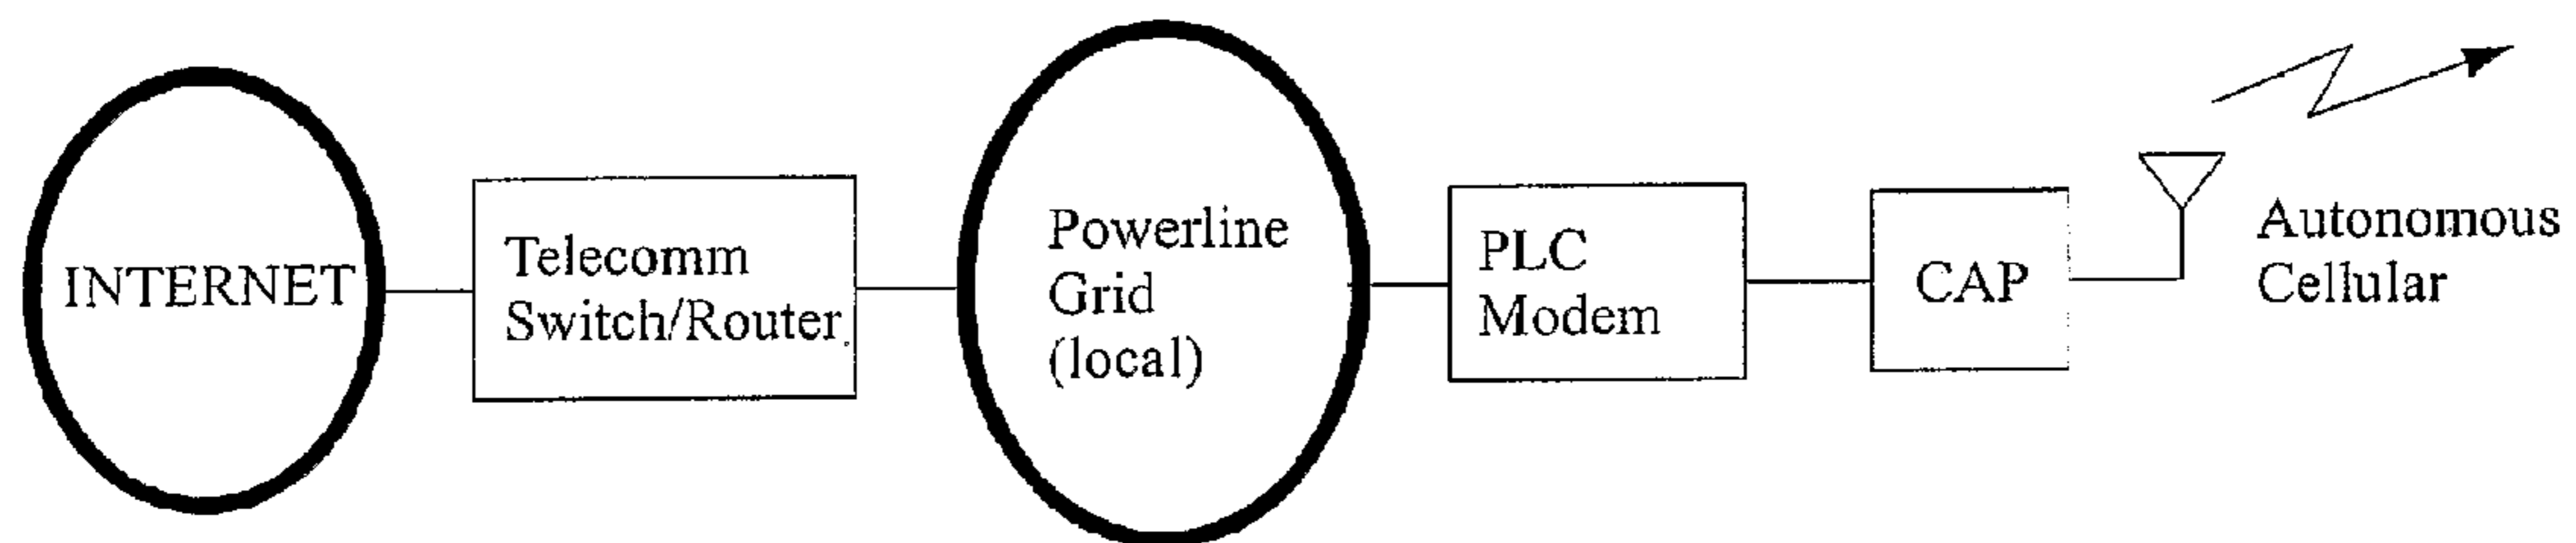 INTERNET
Telecomm
Switch/Router
Powerline
Grid
(local)
PLC
Modem
CAP
Autonomous
Cellular